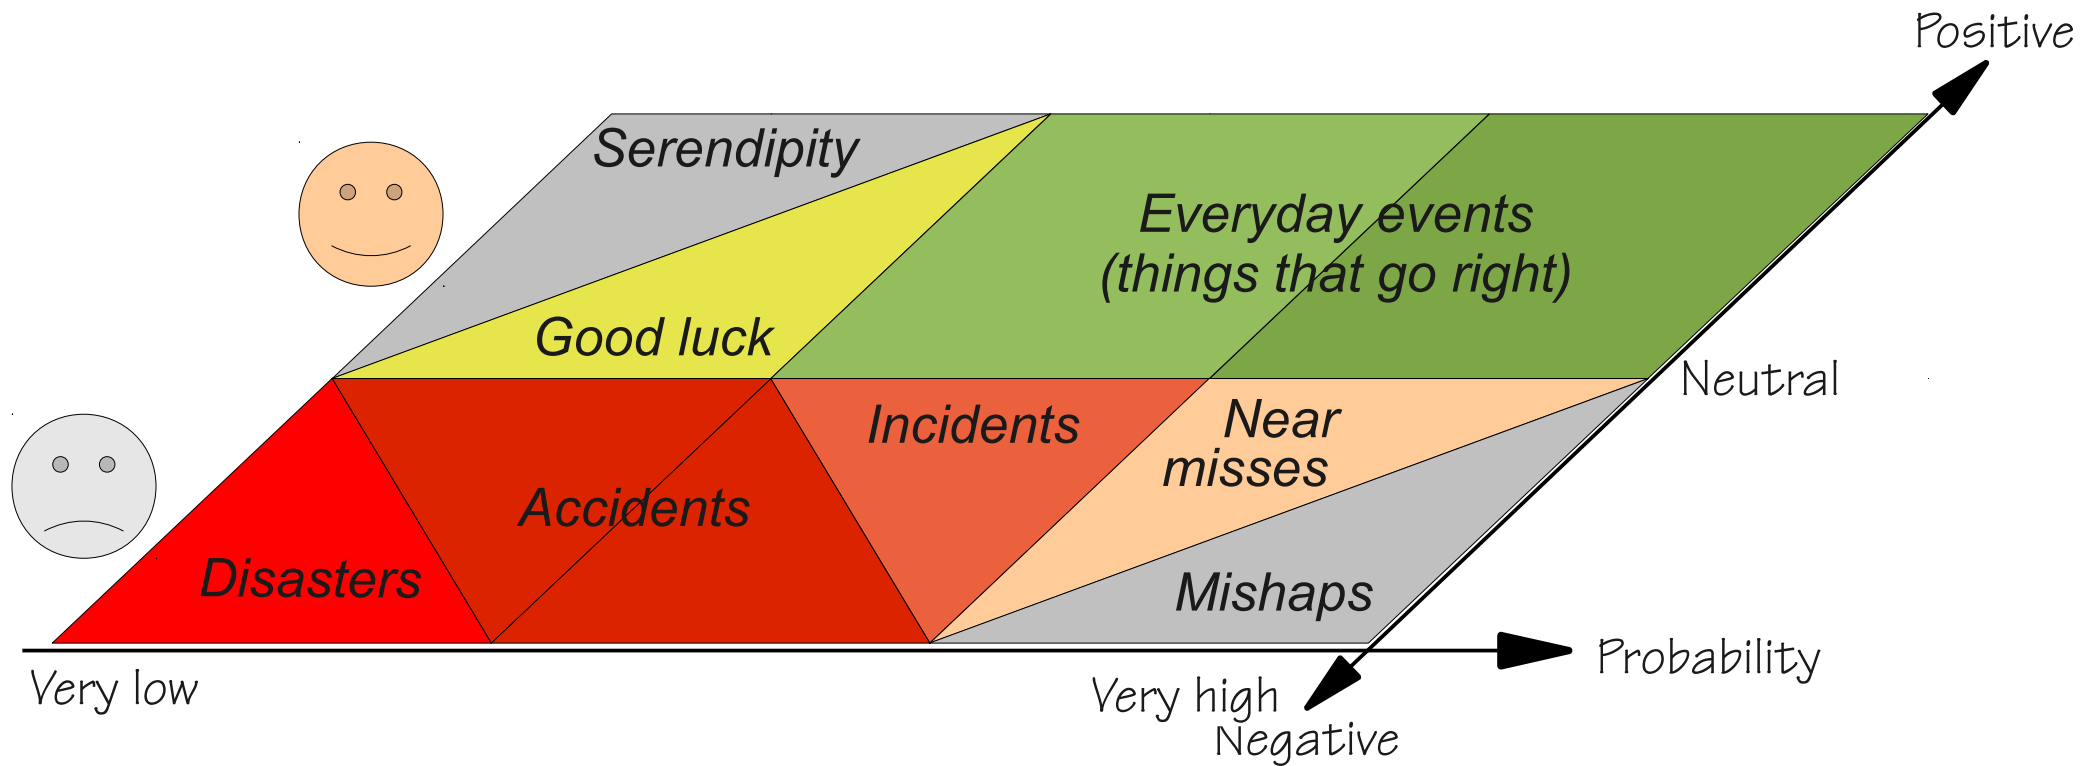 Positive
Serendipity
Everyday events
(things that go right)
Good luck
Neutral
Incidents
Near
misses
Accidents
Disasters
Mishaps
Probability
Very low
Very high
Negative